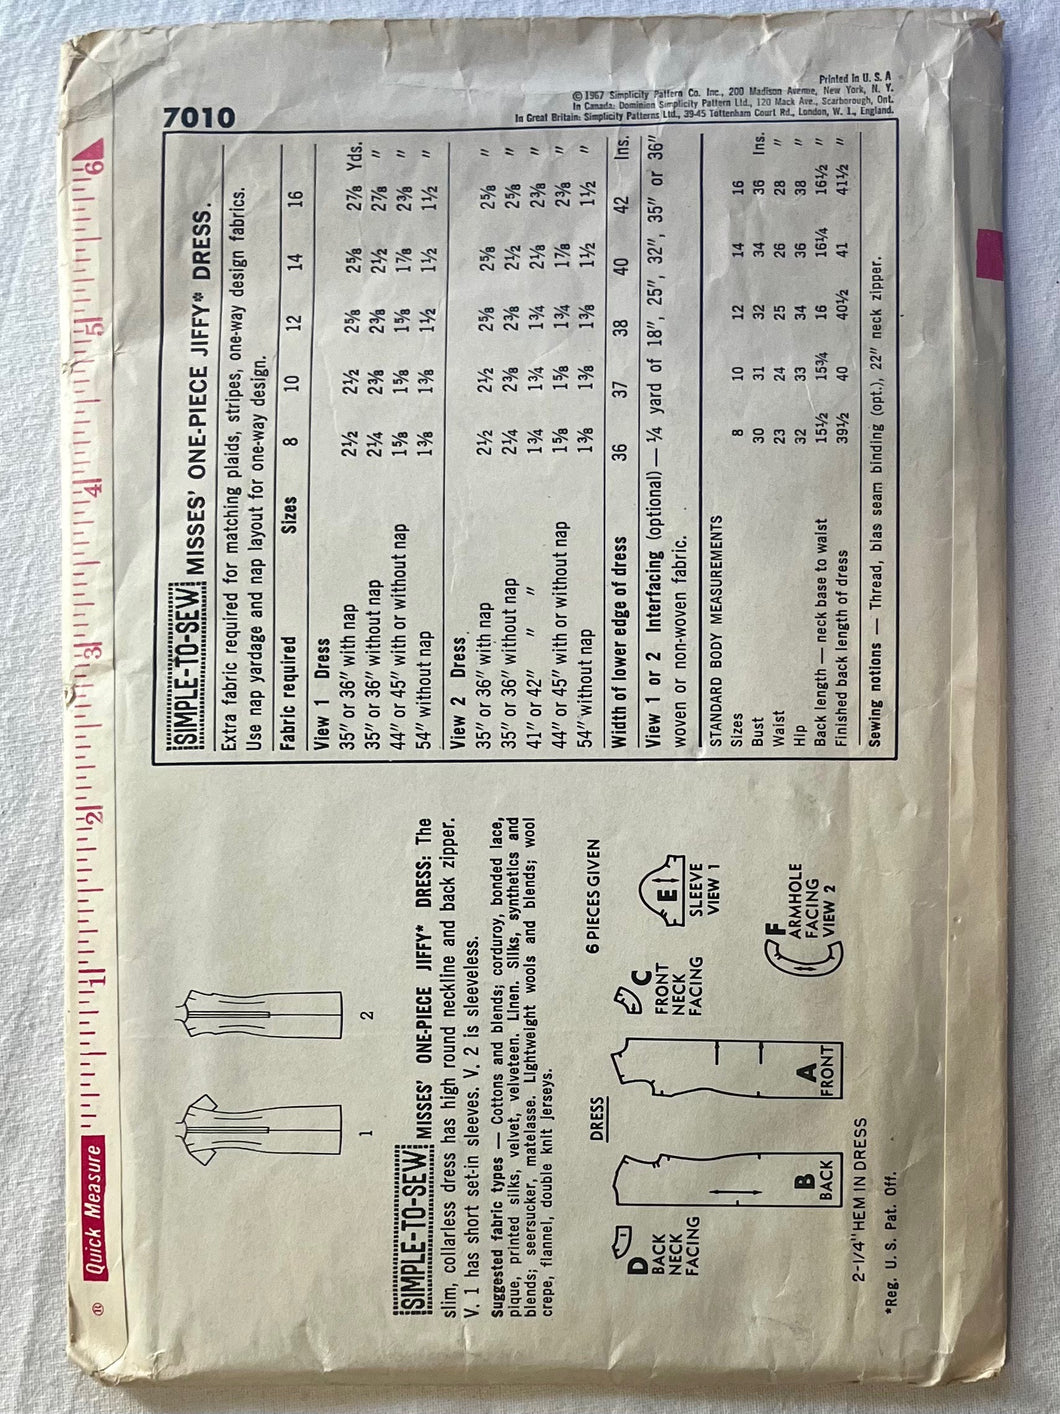 ® Quick Measure 1 2 3 4 5 6
7010
Printed in U. S. A
© 1967 Simplicity Pattern Co. Inc., 200 Madison Avenue, New York, N. Y.
In Canada: Dominion Simplicity Pattern Ltd., 120 Mack Ave., Scarborough, Ont.
In Great Britain: Simplicity Patterns Ltd., 39-45 Tottenham Court Rd., London, W. 1., England.
1 2
SIMPLE-TO-SEW MISSES' ONE-PIECE JIFFY* DRESS: The
slim, collarless dress has high round neckline and back zipper.
V. 1 has short set-in sleeves. V. 2 is sleeveless.
Suggested fabric types — Cottons and blends; corduroy, bonded lace,
pique, printed silks, velvet, velveteen. Linen. Silks, synthetics and
blends; seersucker, matelasse. Lightweight wools and blends; wool
crepe, flannel, double knit jerseys.
DRESS 6 PIECES GIVEN
D
BACK
NECK
FACING
B
BACK
A
FRONT
C
FRONT
NECK
FACING
E
SLEEVE
VIEW 1
F
ARMHOLE
FACING
VIEW 2
2-1/4" HEM IN DRESS
*Reg. U. S. Pat. Off.
SIMPLE-TO-SEW MISSES' ONE-PIECE JIFFY* DRESS.
Extra fabric required for matching plaids, stripes, one-way design fabrics.
Use nap yardage and nap layout for one-way design.
Fabric required Sizes 8 10 12 14 16
View 1 Dress
35" or 36" with nap 2½ 2½ 2⅝ 2⅝ 2⅞ Yds.
35" or 36" without nap 2¼ 2⅜ 2⅜ 2½ 2⅞ "
44" or 45" with or without nap 1⅝ 1⅝ 1⅝ 1⅞ 2⅜ "
54" without nap 1⅜ 1⅜ 1½ 1½ 1½ "
View 2 Dress
35" or 36" with nap 2½ 2½ 2⅝ 2⅝ 2⅝ "
35" or 36" without nap 2¼ 2⅜ 2⅜ 2½ 2⅝ "
41" or 42" " " 1¾ 1¾ 1¾ 2⅛ 2⅜ "
44" or 45" with or without nap 1⅝ 1⅝ 1¾ 1⅞ 2⅜ "
54" without nap 1⅜ 1⅜ 1⅜ 1½ 1½ "
Width of lower edge of dress 36 37 38 40 42 Ins.
View 1 or 2 Interfacing (optional) — ¼ yard of 18", 25", 32", 35" or 36"
woven or non-woven fabric.
STANDARD BODY MEASUREMENTS
Sizes 8 10 12 14 16
Bust 30 31 32 34 36 Ins.
Waist 23 24 25 26 28 "
Hip 32 33 34 36 38 "
Back length — neck base to waist 15½ 15¾ 16 16¼ 16½ "
Finished back length of dress 39½ 40 40½ 41 41½ "
Sewing notions — Thread, bias seam binding (opt.), 22" neck zipper.